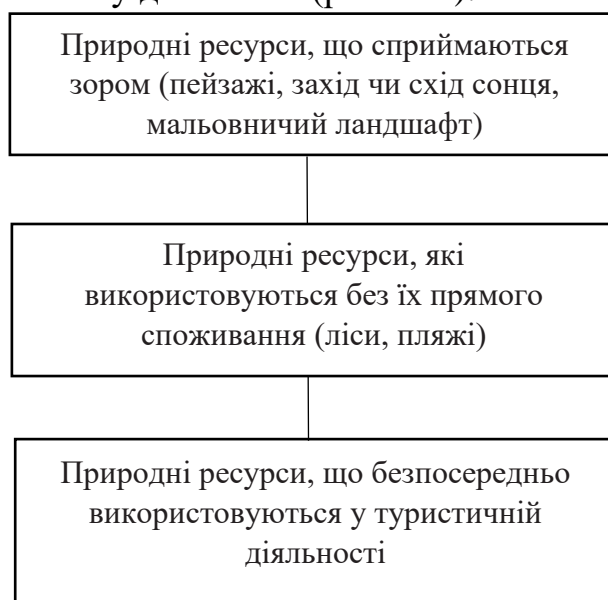 Природні ресурси, що сприймаються
зором (пейзажі, захід чи схід сонця,
мальовничий ландшафт)
Природні ресурси, які
використовуються без їх прямого
споживання (ліси, пляжі)
Природні ресурси, що безпосередньо
використовуються у туристичній
діяльності